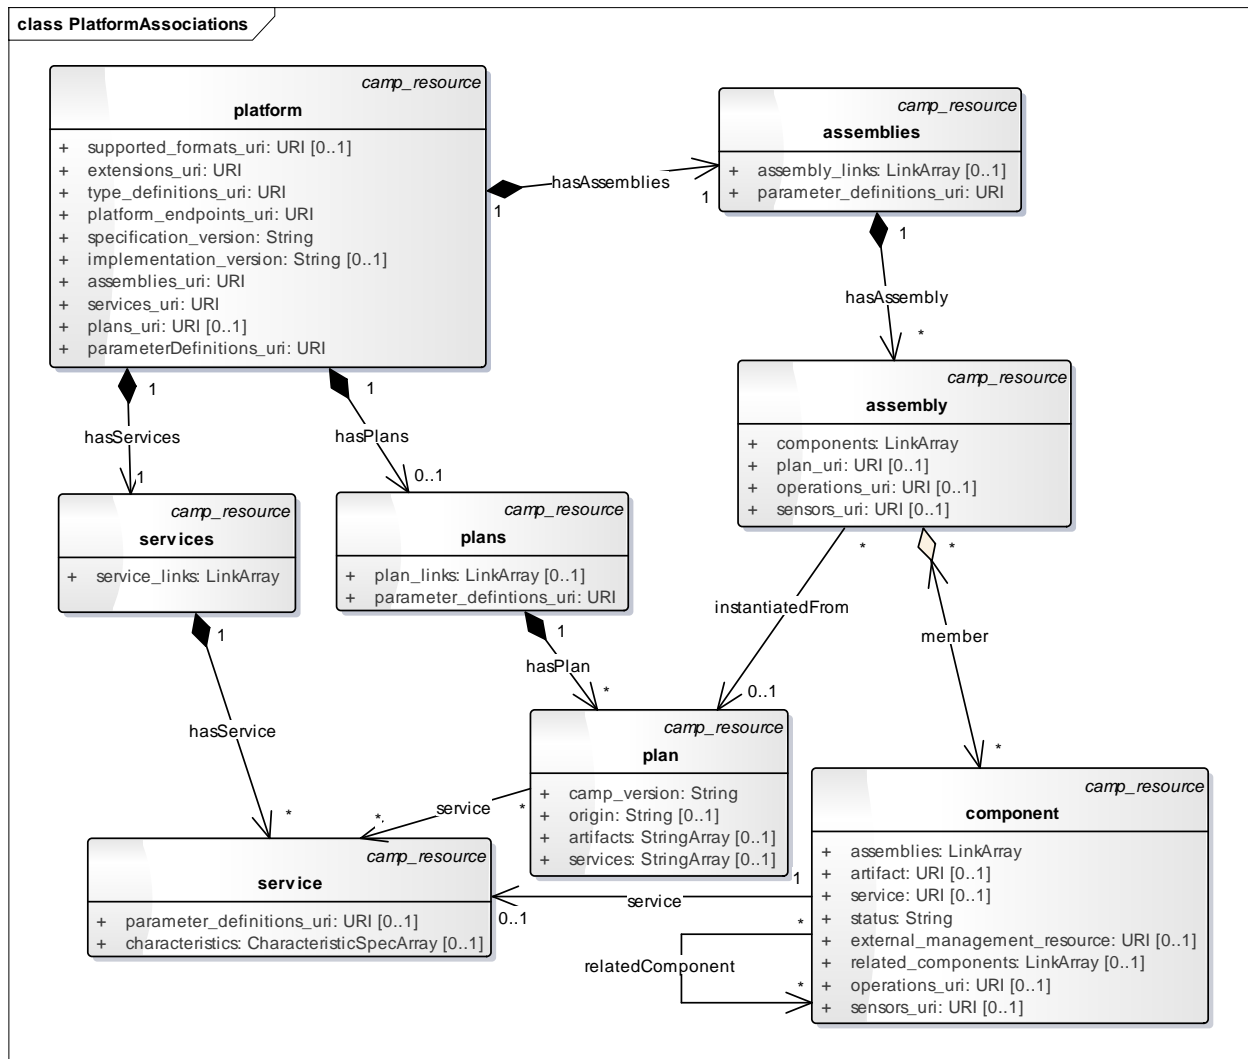 class PlatformAssociations
camp_resource
platform
+ supported_formats_uri: URI [0..1]
+ extensions_uri: URI
+ type_definitions_uri: URI
+ platform_endpoints_uri: URI
+ specification_version: String
+ implementation_version: String [0..1]
+ assemblies_uri: URI
+ services_uri: URI
+ plans_uri: URI [0..1]
+ parameterDefinitions_uri: URI
hasAssemblies
1
1
camp_resource
assemblies
+ assembly_links: LinkArray [0..1]
+ parameter_definitions_uri: URI
1
hasAssembly
*
camp_resource
assembly
+ components: LinkArray
+ plan_uri: URI [0..1]
+ operations_uri: URI [0..1]
+ sensors_uri: URI [0..1]
1
hasServices
1
1
hasPlans
0..1
camp_resource
services
+ service_links: LinkArray
camp_resource
plans
+ plan_links: LinkArray [0..1]
+ parameter_defintions_uri: URI
*
instantiatedFrom
0..1
*
member
*
1
hasService
*
1
hasPlan
*
camp_resource
plan
+ camp_version: String
+ origin: String [0..1]
+ artifacts: StringArray [0..1]
+ services: StringArray [0..1]
*
service
*
camp_resource
service
+ parameter_definitions_uri: URI [0..1]
+ characteristics: CharacteristicSpecArray [0..1]
camp_resource
component
+ assemblies: LinkArray
+ artifact: URI [0..1]
+ service: URI [0..1]
+ status: String
+ external_management_resource: URI [0..1]
+ related_components: LinkArray [0..1]
+ operations_uri: URI [0..1]
+ sensors_uri: URI [0..1]
1
service
0..1
*
relatedComponent
*